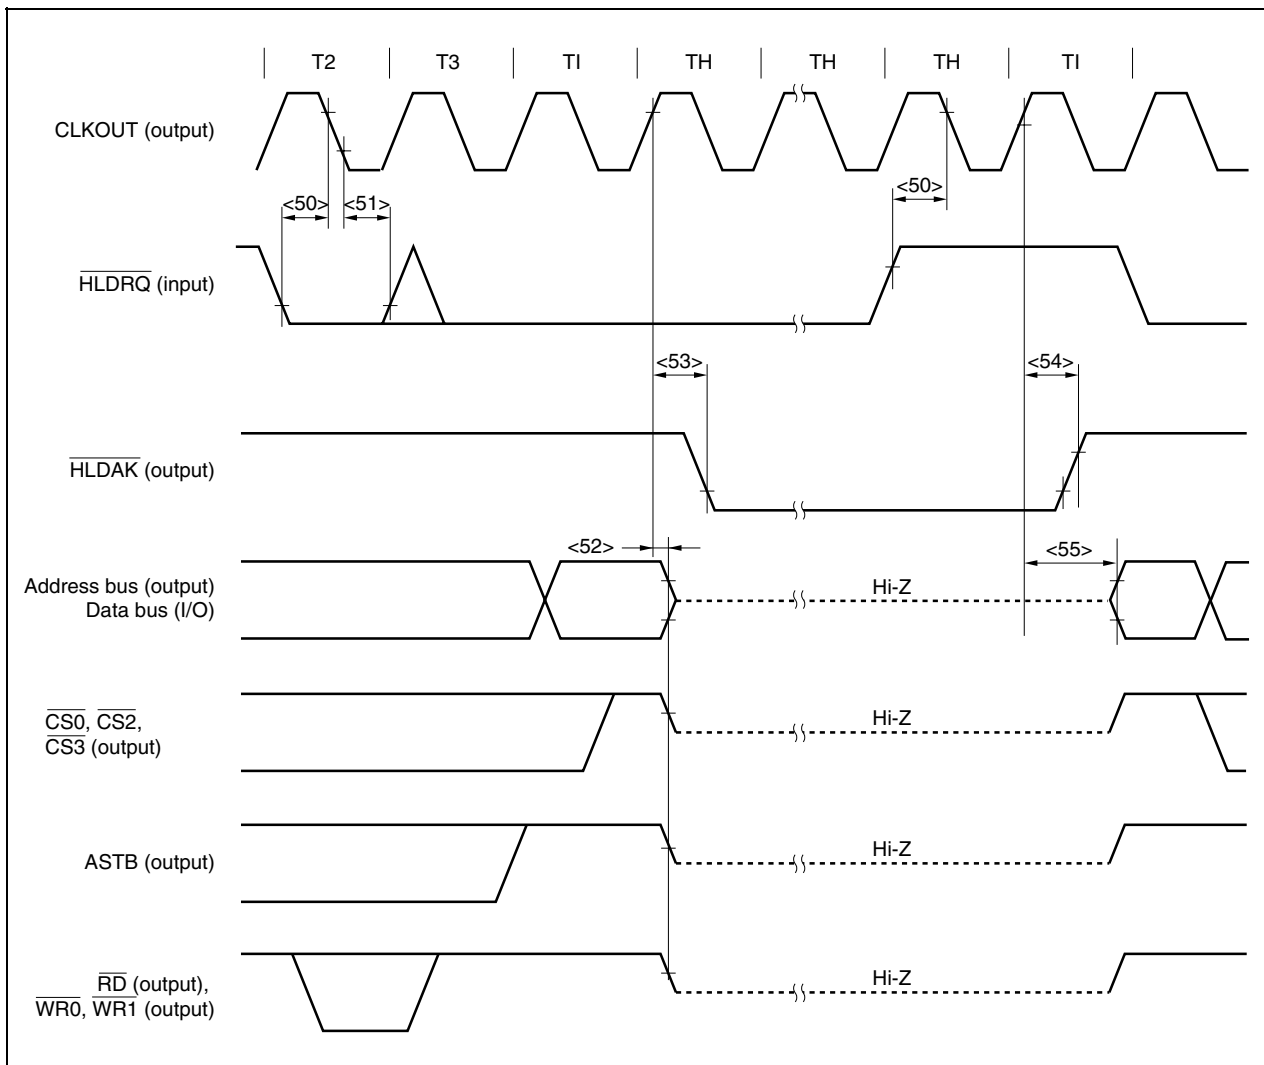 T2 T3 TI TH TH TH TI
CLKOUT (output)
<50> <51> <50>
HLDRQ (input)
<53> <54>
HLDAK (output)
<52> <55>
Address bus (output)
Data bus (I/O)
Hi-Z
CS0, CS2,
CS3 (output)
Hi-Z
ASTB (output)
Hi-Z
RD (output),
WR0, WR1 (output)
Hi-Z